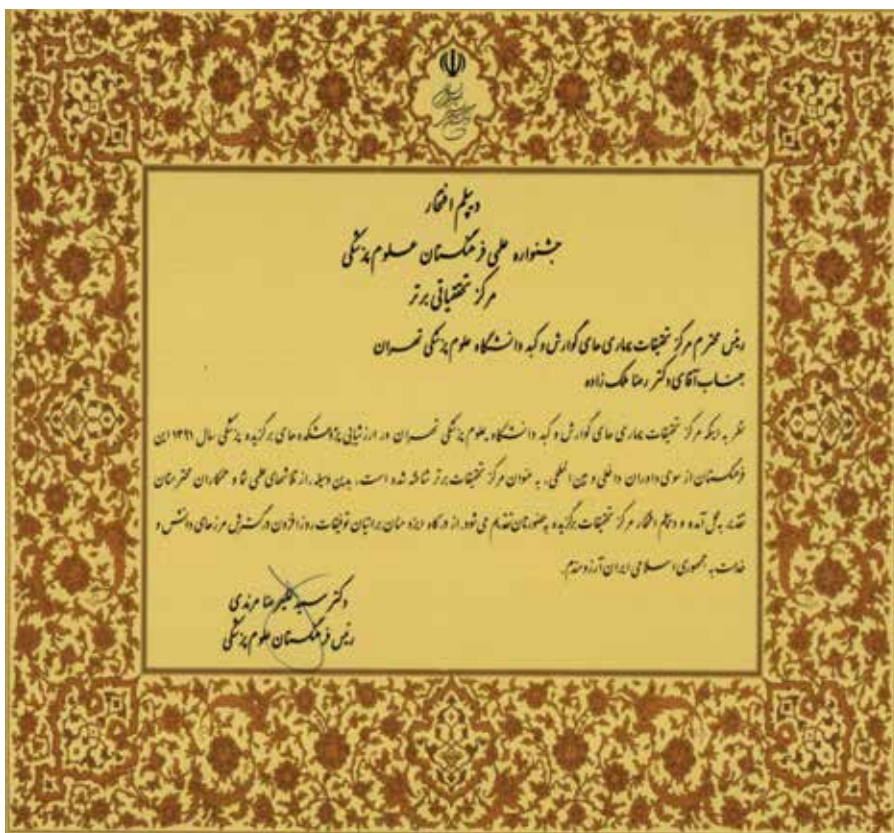 دیپلم افتخار
جشنواره علمی فرهنگستان علوم پزشکی
مرکز تحقیقاتی برتر
رئیس محترم مرکز تحقیقات بیماری های گوارش و کبد دانشگاه علوم پزشکی تهران
جناب آقای دکتر رضا ملک زاده
نظر به اینکه مرکز تحقیقات بیماری های گوارش و کبد دانشگاه علوم پزشکی تهران در ارزشیابی پژوهشکده های برگزیده پزشکی سال ۱۳۹۱ این
فرهنگستان از سوی داوران داخلی و بین المللی، به عنوان مرکز تحقیقات برتر شناخته شده است، بدین وسیله از تلاشهای علمی شما و همکاران محترمتان
تقدیر به عمل آمده و دیپلم افتخار مرکز تحقیقات برگزیده به حضورتان تقدیم می شود. از درگاه ایزد منان برایتان توفیقات روزافزون در گسترش مرزهای دانش و
خدمت به جمهوری اسلامی ایران آرزومندم.
دکتر سید علیرضا مرندی
رئیس فرهنگستان علوم پزشکی